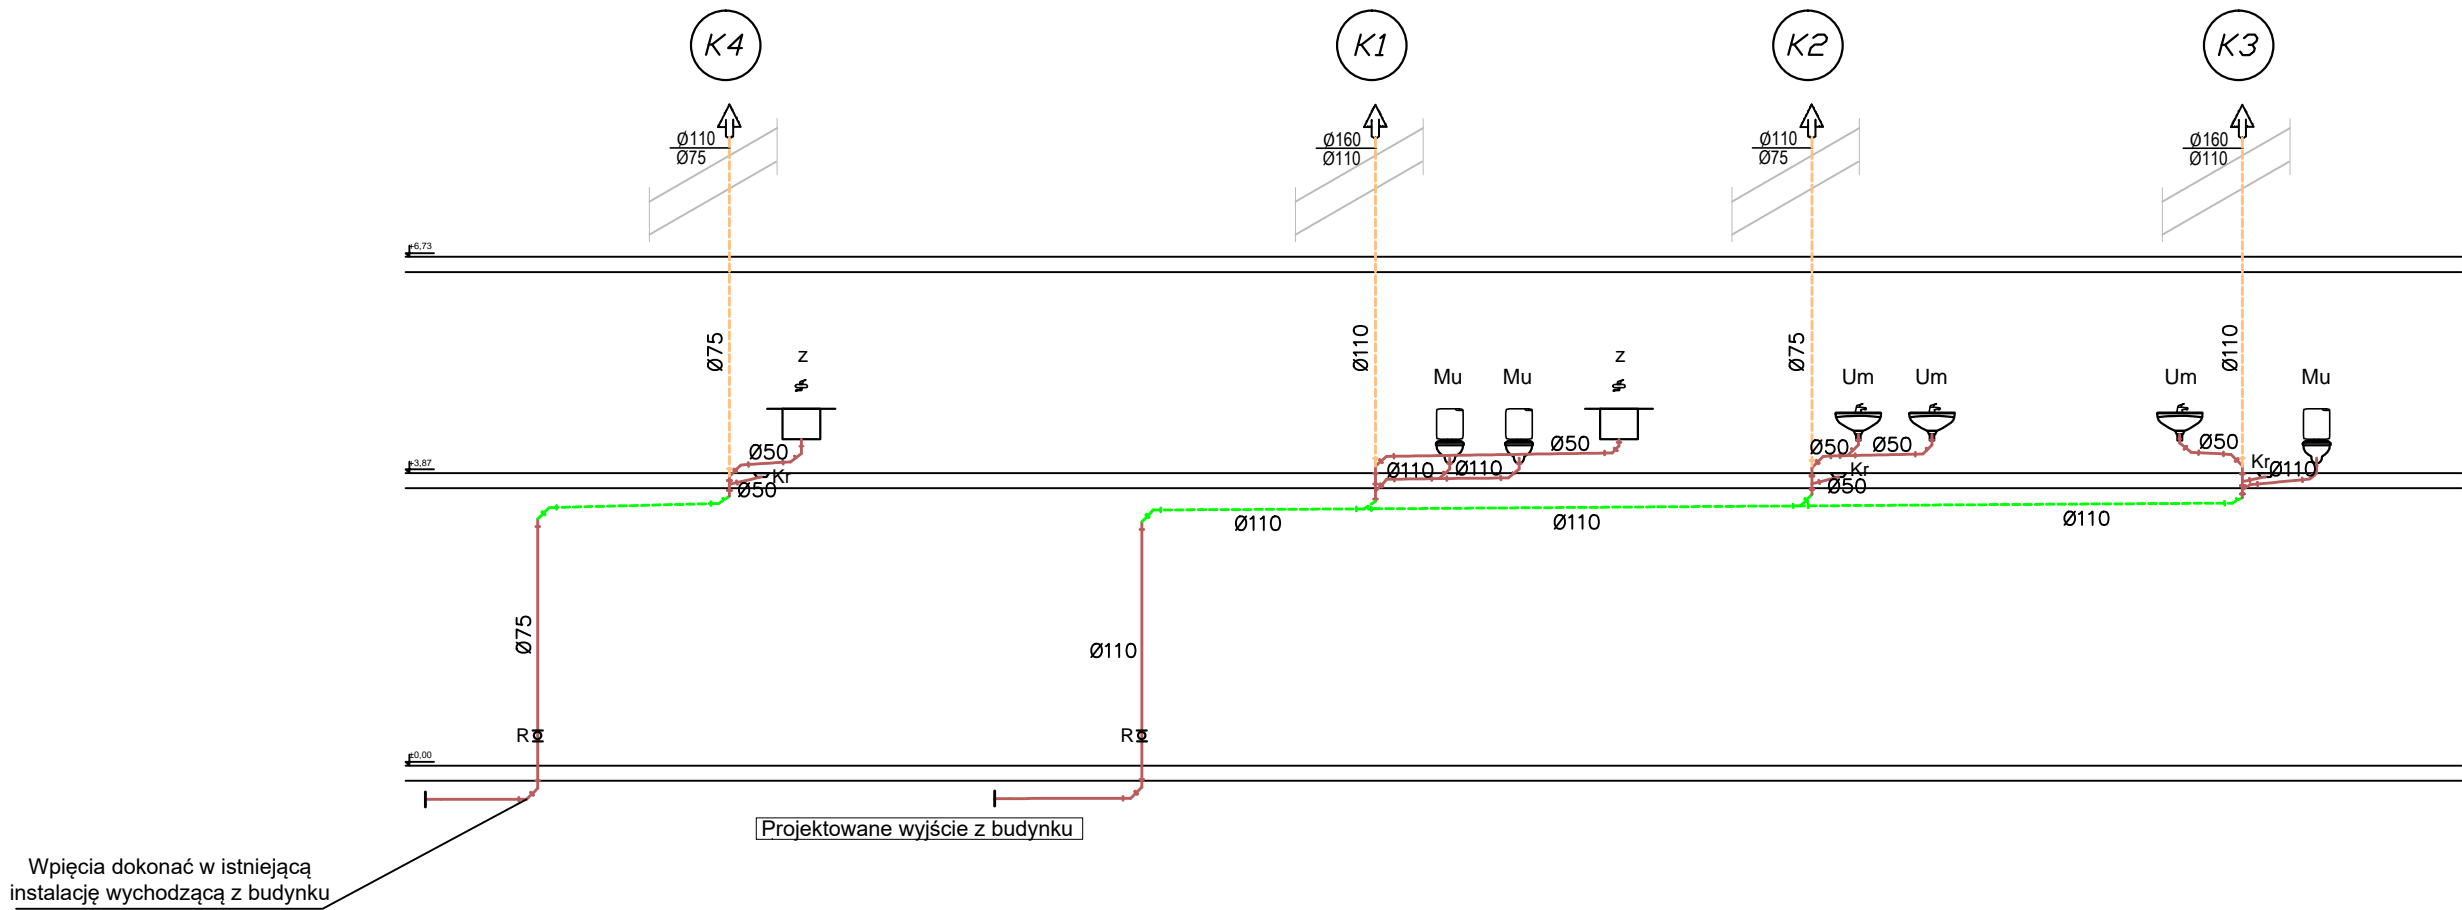 K4
K1
K2
K3
Ø110
Ø75
Ø160
Ø110
Ø110
Ø75
Ø160
Ø110
+6,73
Ø75
Ø110
Ø75
Ø110
z
Mu
Mu
z
Um
Um
Um
Mu
Ø50
Ø50
Ø50
Ø50
Ø50
+3,87
Ø110
Ø110
Kr
Kr
Kr
Ø110
Ø50
Ø50
Ø110
Ø110
Ø110
Ø75
Ø110
R
R
±0,00
Projektowane wyjście z budynku
Wpięcia dokonać w istniejącą
instalację wychodzącą z budynku